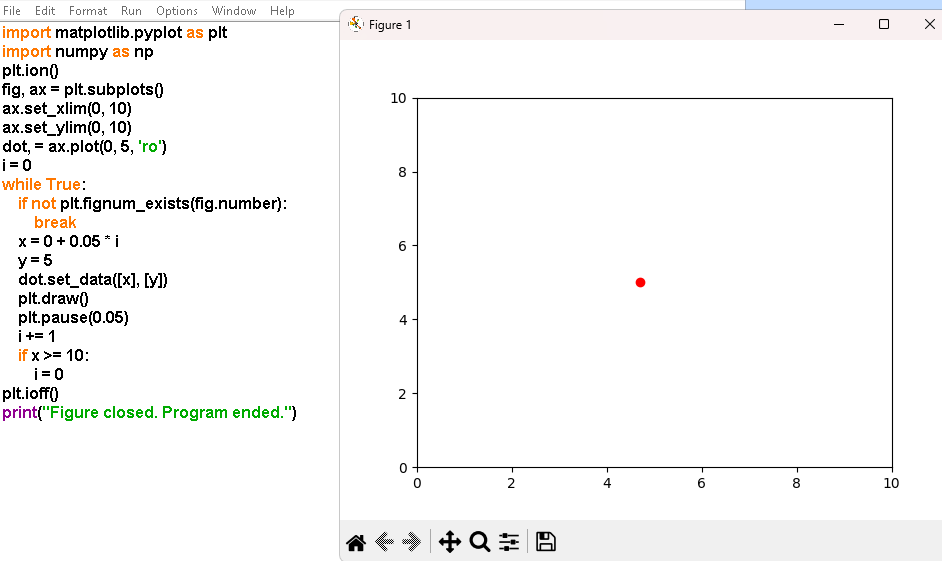 File Edit Format Run Options Window Help
import matplotlib.pyplot as plt
import numpy as np
plt.ion()
fig, ax = plt.subplots()
ax.set_xlim(0, 10)
ax.set_ylim(0, 10)
dot, = ax.plot(0, 5, 'ro')
i = 0
while True:
    if not plt.fignum_exists(fig.number):
        break
    x = 0 + 0.05 * i
    y = 5
    dot.set_data([x], [y])
    plt.draw()
    plt.pause(0.05)
    i += 1
    if x >= 10:
        i = 0
plt.ioff()
print("Figure closed. Program ended.")
Figure 1
10
8
6
4
2
0
0 2 4 6 8 10